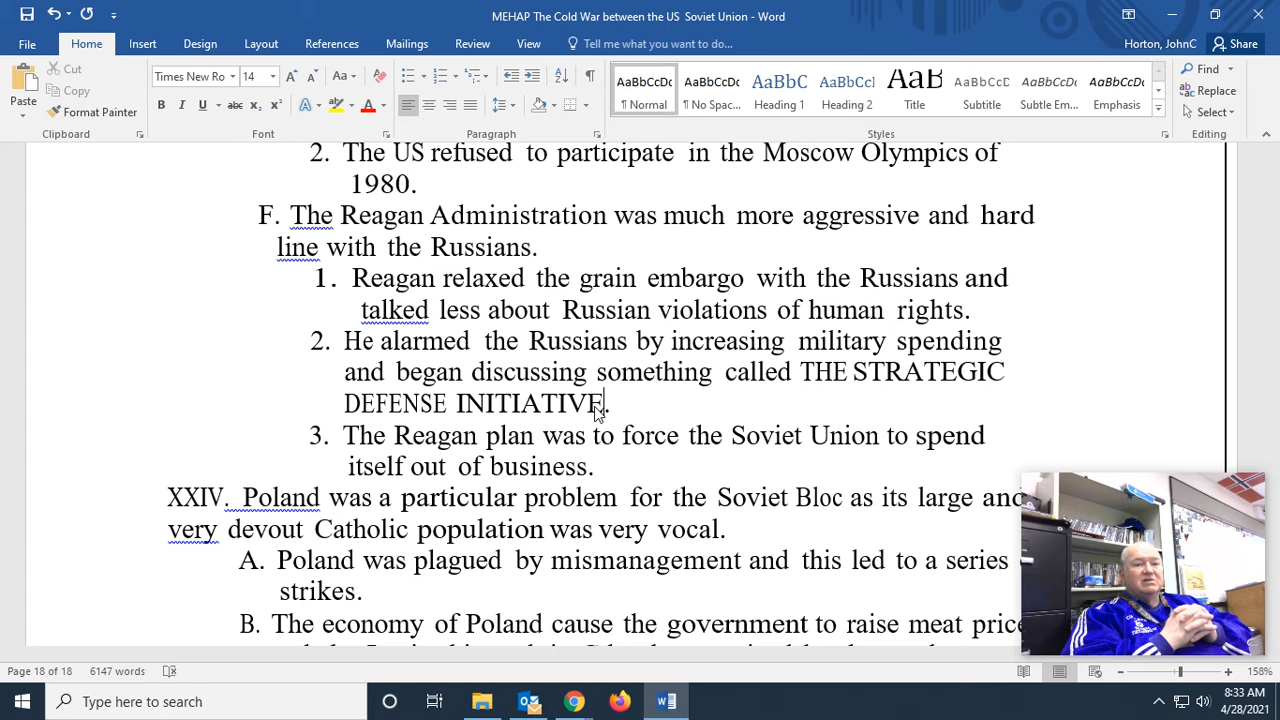 MEHAP The Cold War between the US Soviet Union - Word
File Home Insert Design Layout References Mailings Review View Tell me what you want to do... Horton, JohnC Share
Cut
Copy
Format Painter
Paste
Clipboard
Times New Ro 14
Font
Paragraph
AaBbCcDc AaBbCcDc AaBbC AaBbCcD AaB AaBbCcD AaBbCcDc AaBbCcDc
¶ Normal ¶ No Spac... Heading 1 Heading 2 Title Subtitle Subtle Em... Emphasis
Styles
Find
Replace
Select
Editing
2. The US refused to participate in the Moscow Olympics of
1980.
F. The Reagan Administration was much more aggressive and hard
line with the Russians.
1. Reagan relaxed the grain embargo with the Russians and
talked less about Russian violations of human rights.
2. He alarmed the Russians by increasing military spending
and began discussing something called THE STRATEGIC
DEFENSE INITIATIVE.
3. The Reagan plan was to force the Soviet Union to spend
itself out of business.
XXIV. Poland was a particular problem for the Soviet Bloc as its large and
very devout Catholic population was very vocal.
A. Poland was plagued by mismanagement and this led to a series
strikes.
B. The economy of Poland cause the government to raise meat price
Page 18 of 18 6147 words 158%
Type here to search
8:33 AM
4/28/2021